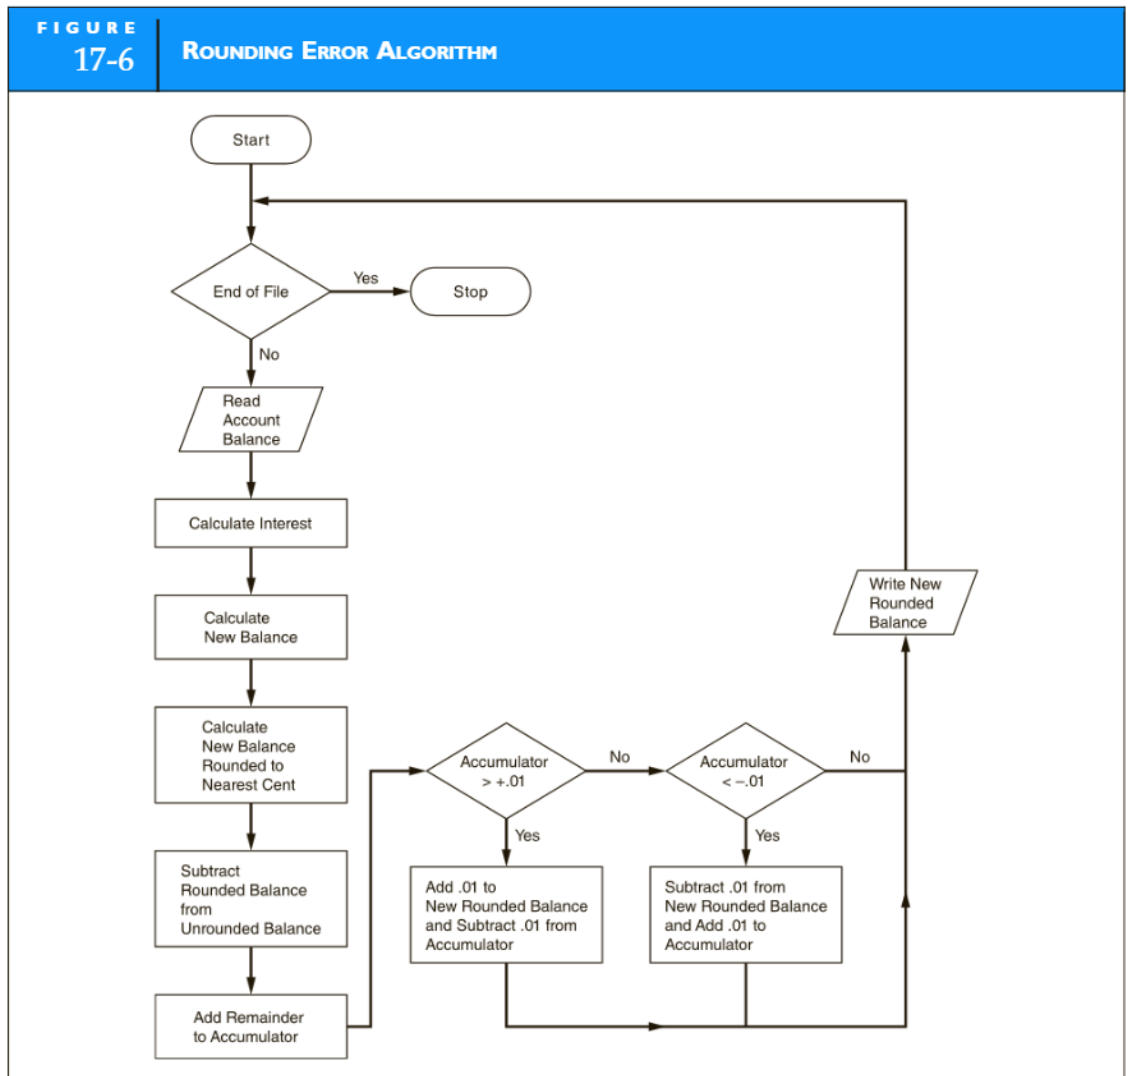 FIGURE
17-6
ROUNDING ERROR ALGORITHM
Start
End of File
Yes
Stop
No
Read
Account
Balance
Calculate Interest
Calculate
New Balance
Calculate
New Balance
Rounded to
Nearest Cent
Subtract
Rounded Balance
from
Unrounded Balance
Add Remainder
to Accumulator
Accumulator
> +.01
No
Yes
Add .01 to
New Rounded Balance
and Subtract .01 from
Accumulator
Accumulator
< –.01
No
Yes
Subtract .01 from
New Rounded Balance
and Add .01 to
Accumulator
Write New
Rounded
Balance